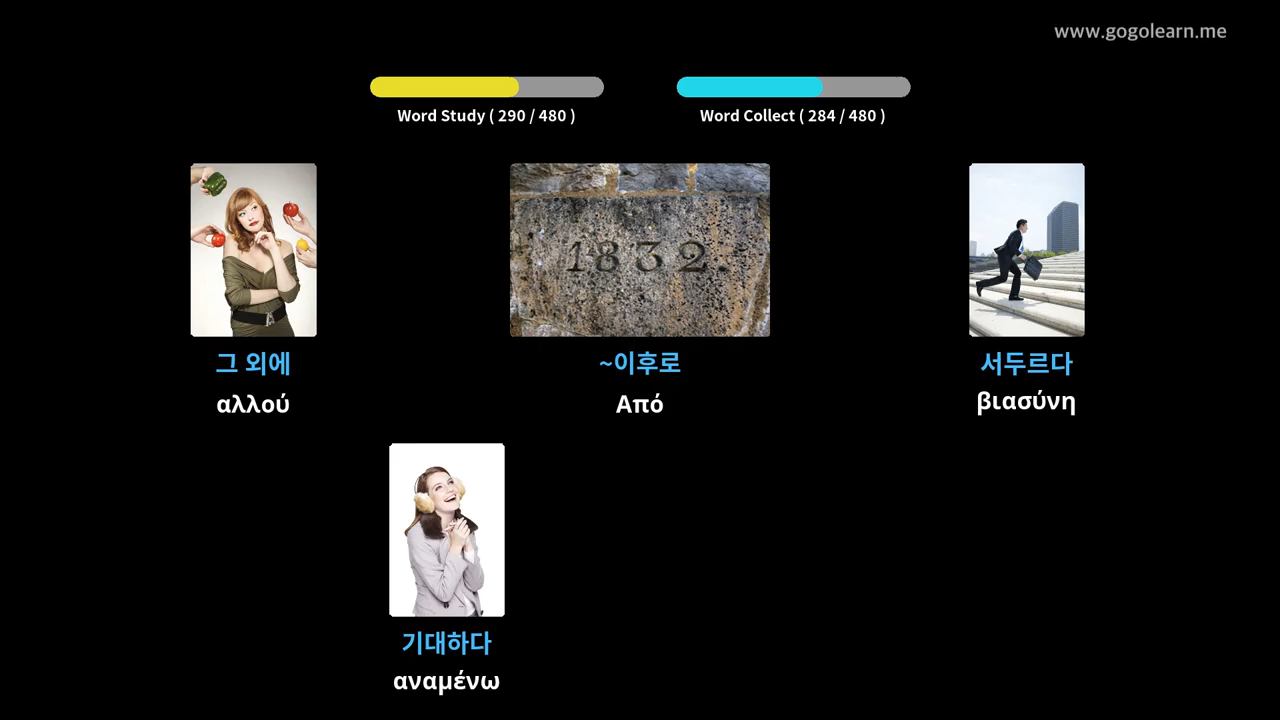 www.gogolearn.me
Word Study ( 290 / 480 )
Word Collect ( 284 / 480 )
1832.
그 외에
αλλού
~이후로
Από
서두르다
βιασύνη
기대하다
αναμένω